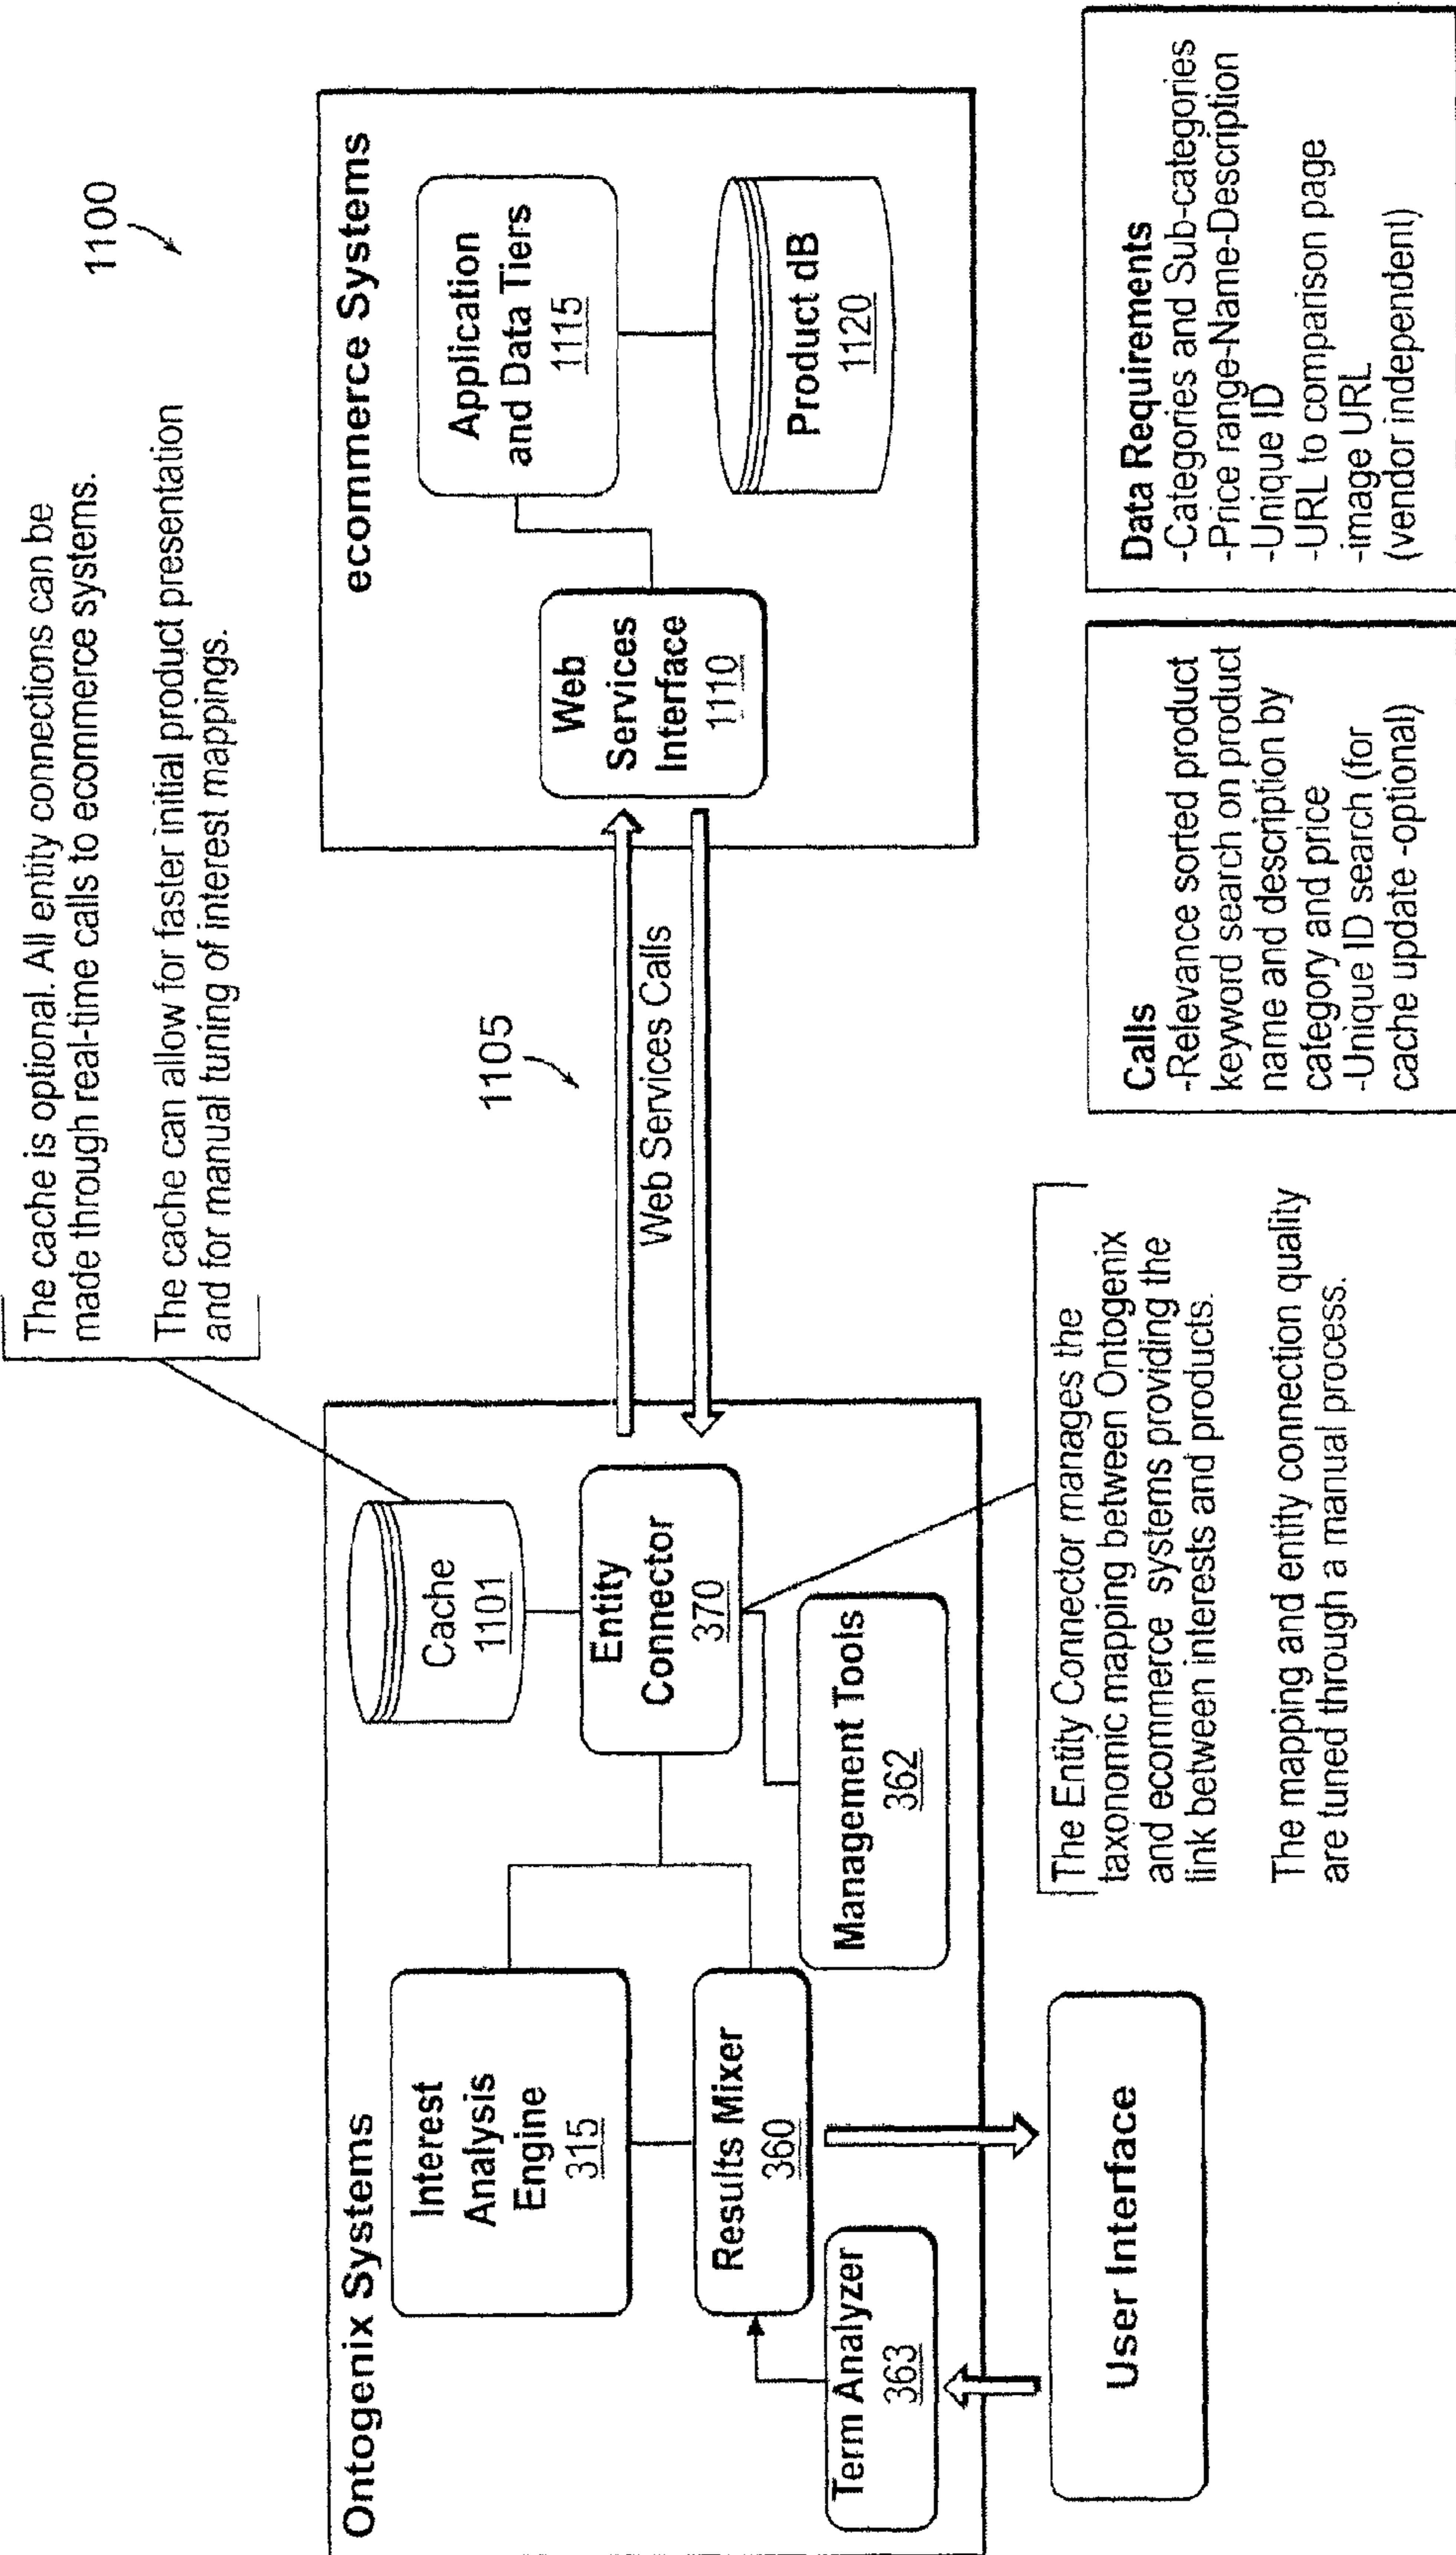 1100
The cache is optional. All entity connections can be
made through real-time calls to ecommerce systems.
The cache can allow for faster initial product presentation
and for manual tuning of interest mappings.
Ontogenix Systems
Interest
Analysis
Engine
315
Results Mixer
360
Term Analyzer
363
Cache
1101
Entity
Connector
370
Management Tools
362
User Interface
1105
Web Services Calls
ecommerce Systems
Web
Services
Interface
1110
Application
and Data Tiers
1115
Product dB
1120
The Entity Connector manages the
taxonomic mapping between Ontogenix
and ecommerce systems providing the
link between interests and products.
The mapping and entity connection quality
are tuned through a manual process.
Calls
-Relevance sorted product
keyword search on product
name and description by
category and price
-Unique ID search (for
cache update -optional)
Data Requirements
-Categories and Sub-categories
-Price range-Name-Description
-Unique ID
-URL to comparison page
-image URL
(vendor independent)